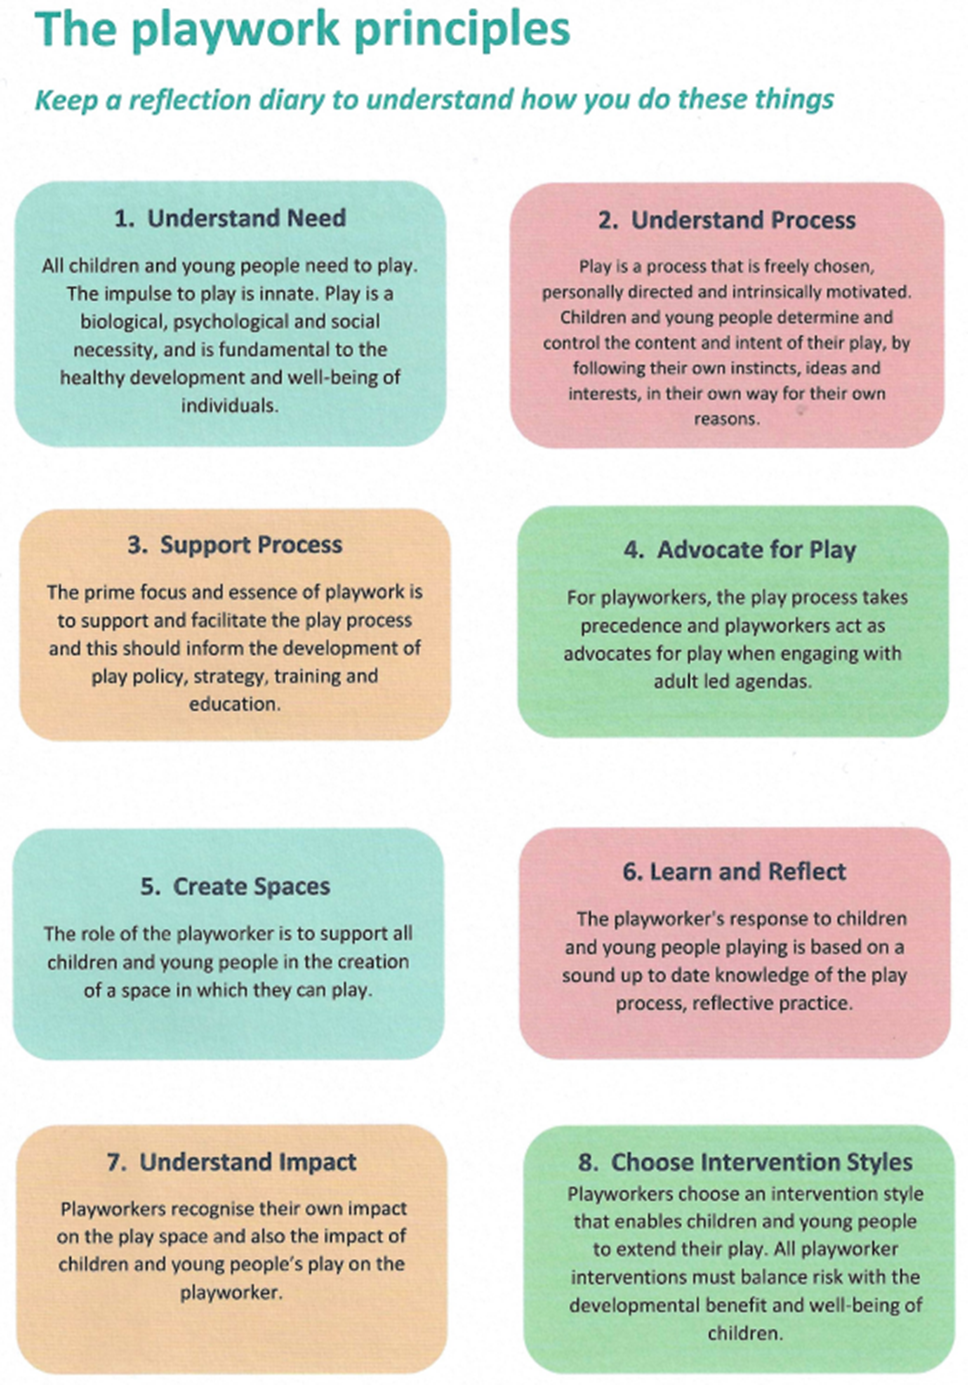 The playwork principles
Keep a reflection diary to understand how you do these things
1. Understand Need
All children and young people need to play.
The impulse to play is innate. Play is a
biological, psychological and social
necessity, and is fundamental to the
healthy development and well-being of
individuals.
2. Understand Process
Play is a process that is freely chosen,
personally directed and intrinsically motivated.
Children and young people determine and
control the content and intent of their play, by
following their own instincts, ideas and
interests, in their own way for their own
reasons.
3. Support Process
The prime focus and essence of playwork is
to support and facilitate the play process
and this should inform the development of
play policy, strategy, training and
education.
4. Advocate for Play
For playworkers, the play process takes
precedence and playworkers act as
advocates for play when engaging with
adult led agendas.
5. Create Spaces
The role of the playworker is to support all
children and young people in the creation
of a space in which they can play.
6. Learn and Reflect
The playworker's response to children
and young people playing is based on a
sound up to date knowledge of the play
process, reflective practice.
7. Understand Impact
Playworkers recognise their own impact
on the play space and also the impact of
children and young people's play on the
playworker.
8. Choose Intervention Styles
Playworkers choose an intervention style
that enables children and young people
to extend their play. All playworker
interventions must balance risk with the
developmental benefit and well-being of
children.